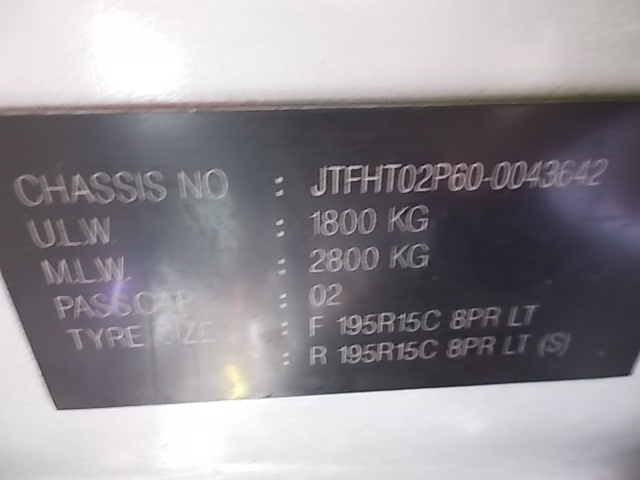 CHASSIS NO : JTFHT02P60-0043642
U.L.W. : 1800 KG
M.L.W. : 2800 KG
PASS.CAP. : 02
TYRE SIZE : F 195R15C 8PR LT
: R 195R15C 8PR LT (S)